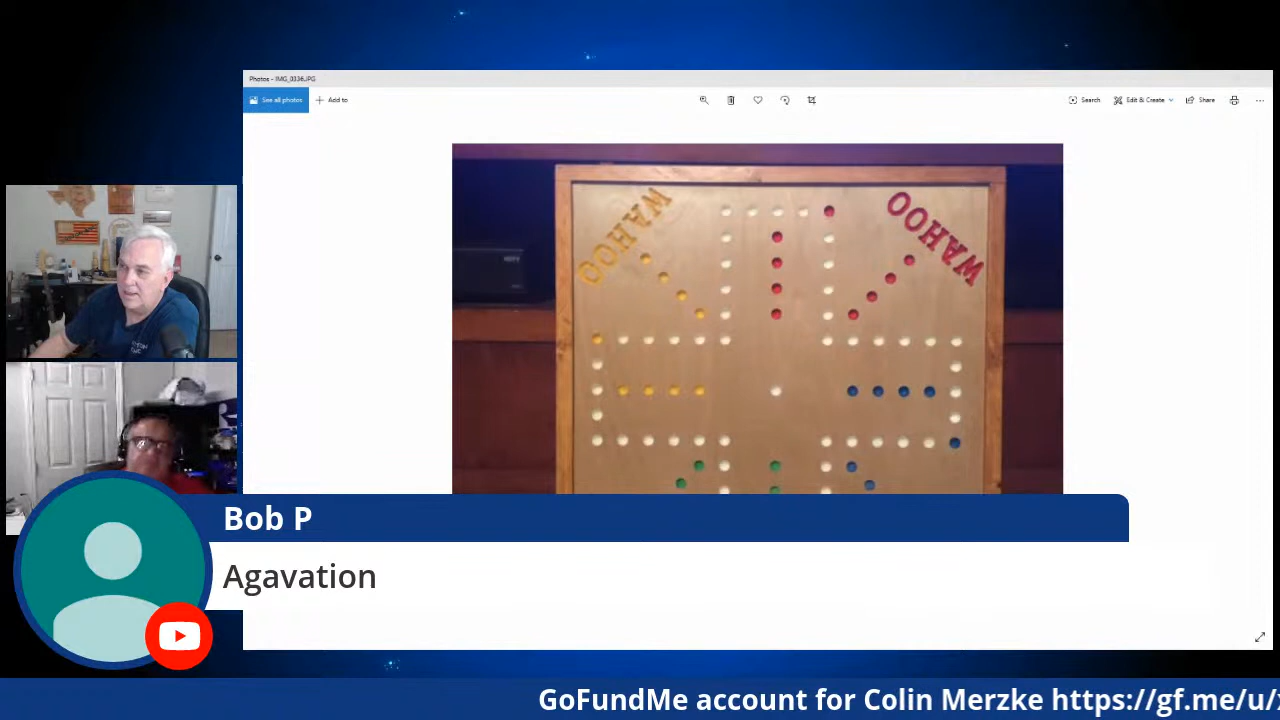 Photos - IMG_0336.JPG
See all photos
Add to
Search
Edit & Create
Share
WAHOO
WAHOO
Bob P
Agavation
GoFundMe account for Colin Merzke https://gf.me/u/